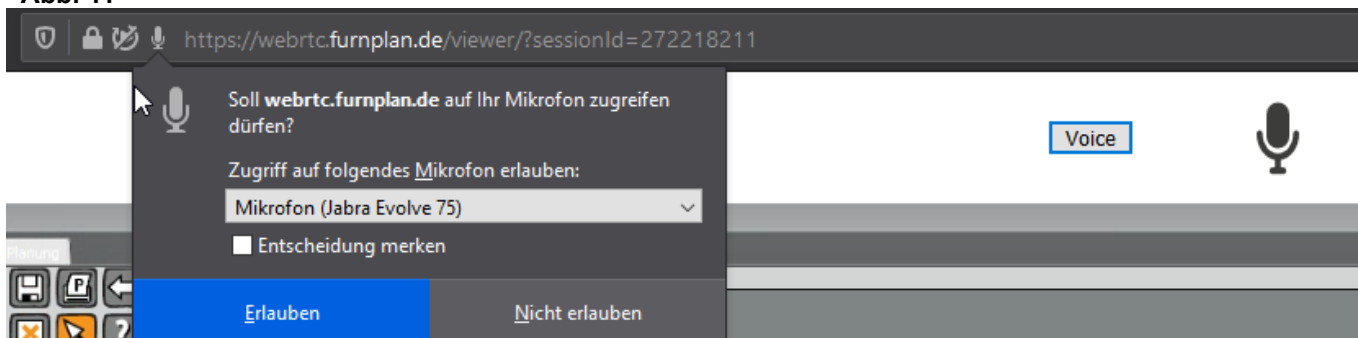 https://webrtc.furnplan.de/viewer/?sessionId=272218211
Soll webrtc.furnplan.de auf Ihr Mikrofon zugreifen
dürfen?
Voice
Zugriff auf folgendes Mikrofon erlauben:
Mikrofon (Jabra Evolve 75)
Entscheidung merken
Planung
P
Erlauben
Nicht erlauben
?